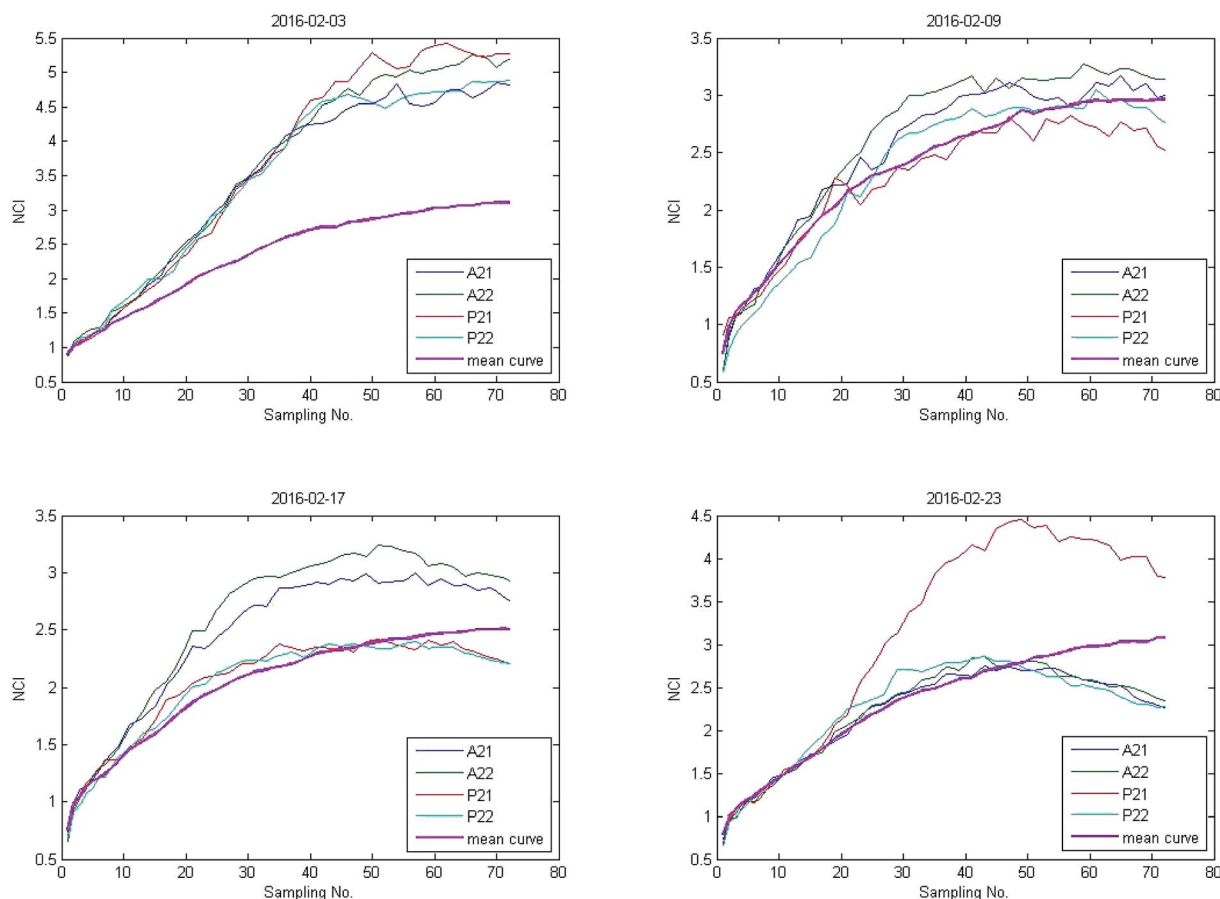 2016-02-03
5.5
5
4.5
4
3.5
3
2.5
2
1.5
1
0.5
NCI
0 10 20 30 40 50 60 70 80
Sampling No.
A21
A22
P21
P22
mean curve
2016-02-09
3.5
3
2.5
2
1.5
1
0.5
NCI
0 10 20 30 40 50 60 70 80
Sampling No.
A21
A22
P21
P22
mean curve
2016-02-17
3.5
3
2.5
2
1.5
1
0.5
NCI
0 10 20 30 40 50 60 70 80
Sampling No.
A21
A22
P21
P22
mean curve
2016-02-23
4.5
4
3.5
3
2.5
2
1.5
1
0.5
NCI
0 10 20 30 40 50 60 70 80
Sampling No.
A21
A22
P21
P22
mean curve